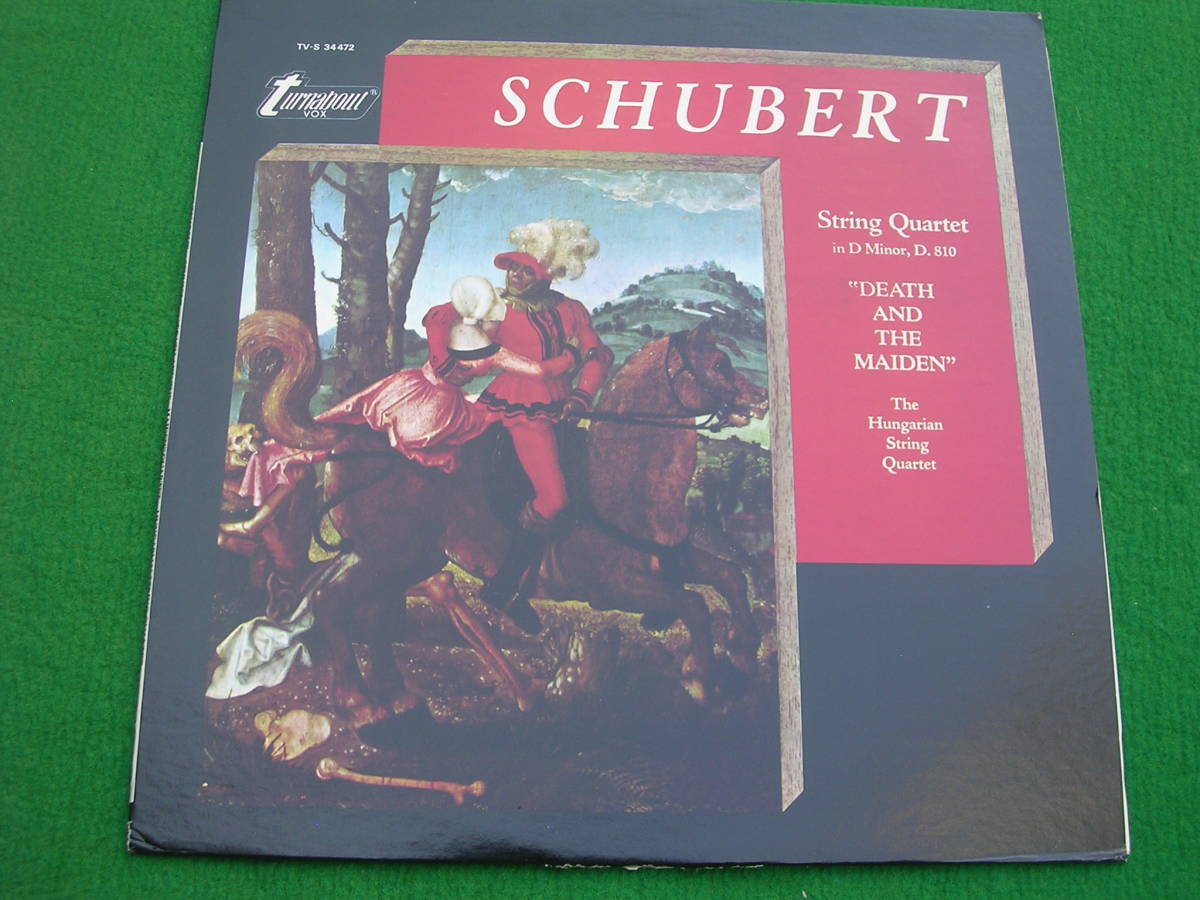 TV-S 34472
turnabout®
VOX
SCHUBERT
String Quartet
in D Minor, D. 810
"DEATH
AND
THE
MAIDEN"
The
Hungarian
String
Quartet